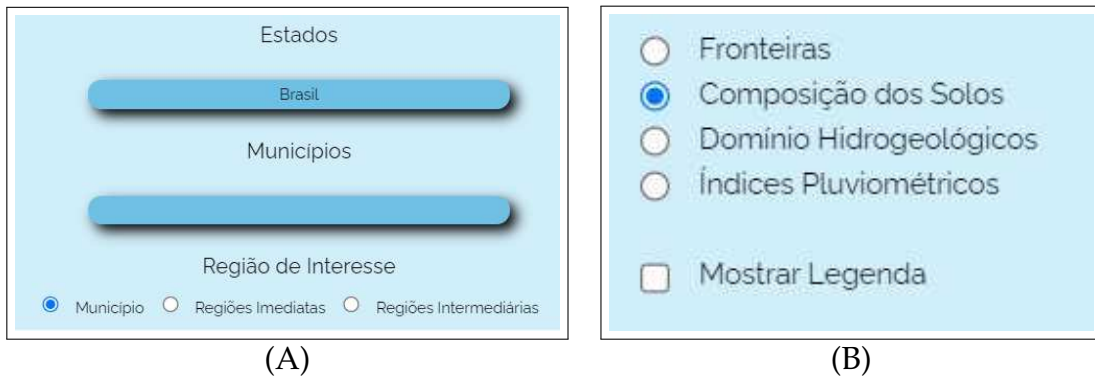 Estados
Brasil
Municípios
Região de Interesse
Município Regiões Imediatas Regiões Intermediárias
(A)
Fronteiras
Composição dos Solos
Domínio Hidrogeológicos
Índices Pluviométricos
Mostrar Legenda
(B)